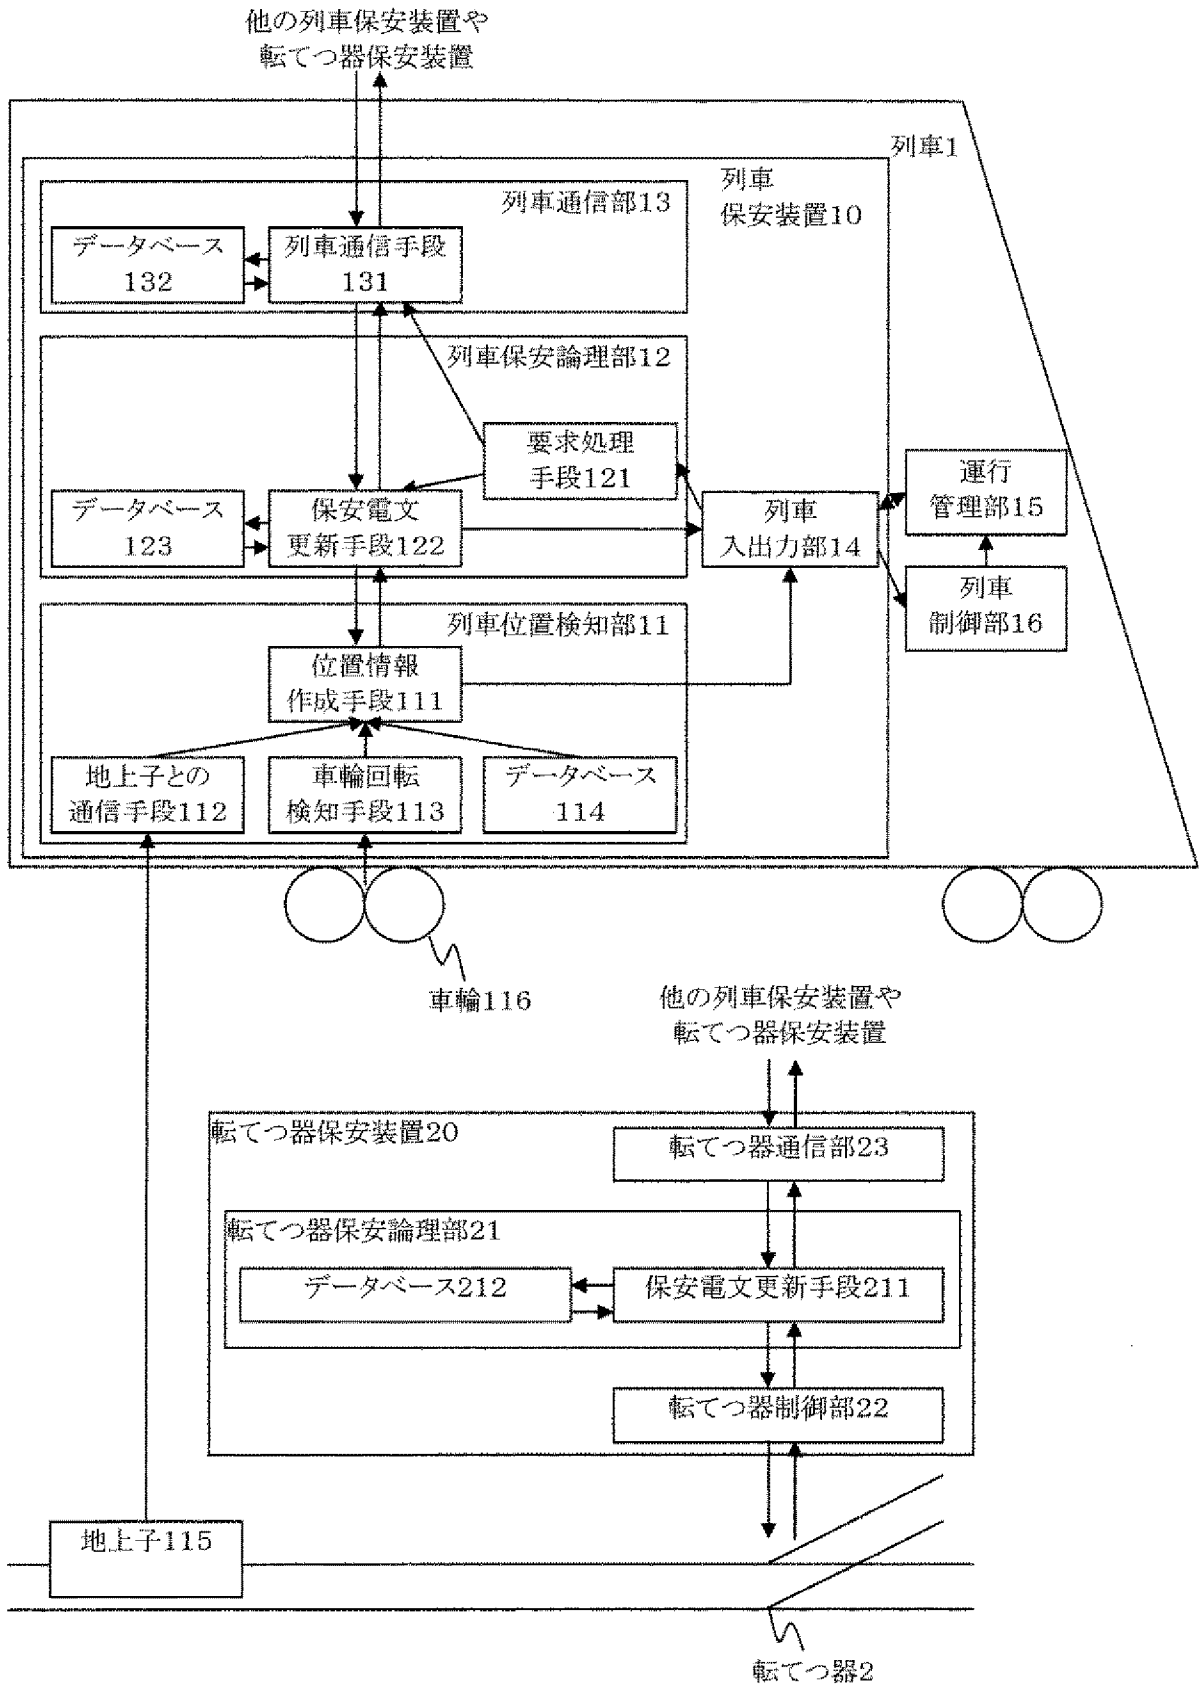 他の列車保安装置や
転てつ器保安装置
列車1
列車
保安装置10
列車通信部13
データベース
132
列車通信手段
131
列車保安論理部12
要求処理
手段121
データベース
123
保安電文
更新手段122
列車
入出力部14
運行
管理部15
列車
制御部16
列車位置検知部11
位置情報
作成手段111
地上子との
通信手段112
車輪回転
検知手段113
データベース
114
車輪116
他の列車保安装置や
転てつ器保安装置
転てつ器保安装置20
転てつ器通信部23
転てつ器保安論理部21
データベース212
保安電文更新手段211
転てつ器制御部22
地上子115
転てつ器2